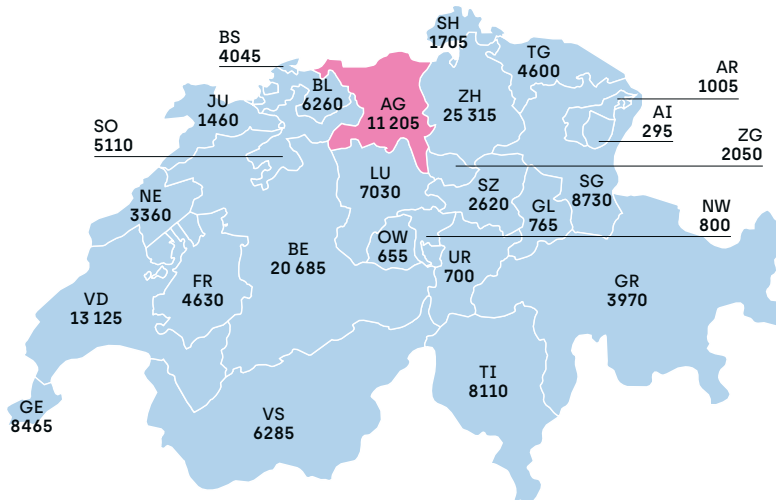 SH
1705
BS
4045
TG
4600
BL
6260
AR
1005
JU
1460
AG
11 205
ZH
25 315
AI
295
SO
5110
ZG
2050
LU
7030
SZ
2620
SG
8730
NE
3360
GL
765
NW
800
OW
655
BE
20 685
UR
700
FR
4630
GR
3970
VD
13 125
TI
8110
GE
8465
VS
6285